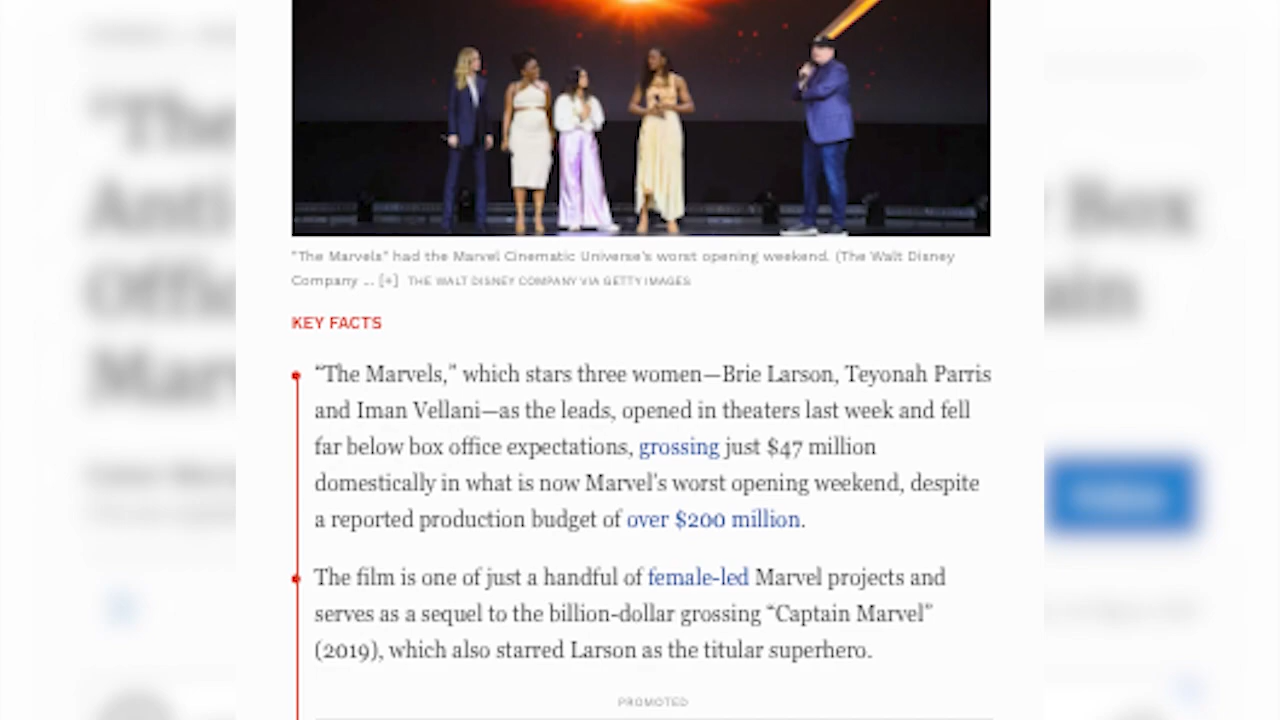 "The Marvels" had the Marvel Cinematic Universe's worst opening weekend. (The Walt Disney
Company ... [+] THE WALT DISNEY COMPANY VIA GETTY IMAGES
KEY FACTS
“The Marvels,” which stars three women—Brie Larson, Teyonah Parris
and Iman Vellani—as the leads, opened in theaters last week and fell
far below box office expectations, grossing just $47 million
domestically in what is now Marvel’s worst opening weekend, despite
a reported production budget of over $200 million.
The film is one of just a handful of female-led Marvel projects and
serves as a sequel to the billion-dollar grossing “Captain Marvel”
(2019), which also starred Larson as the titular superhero.
PROMOTED